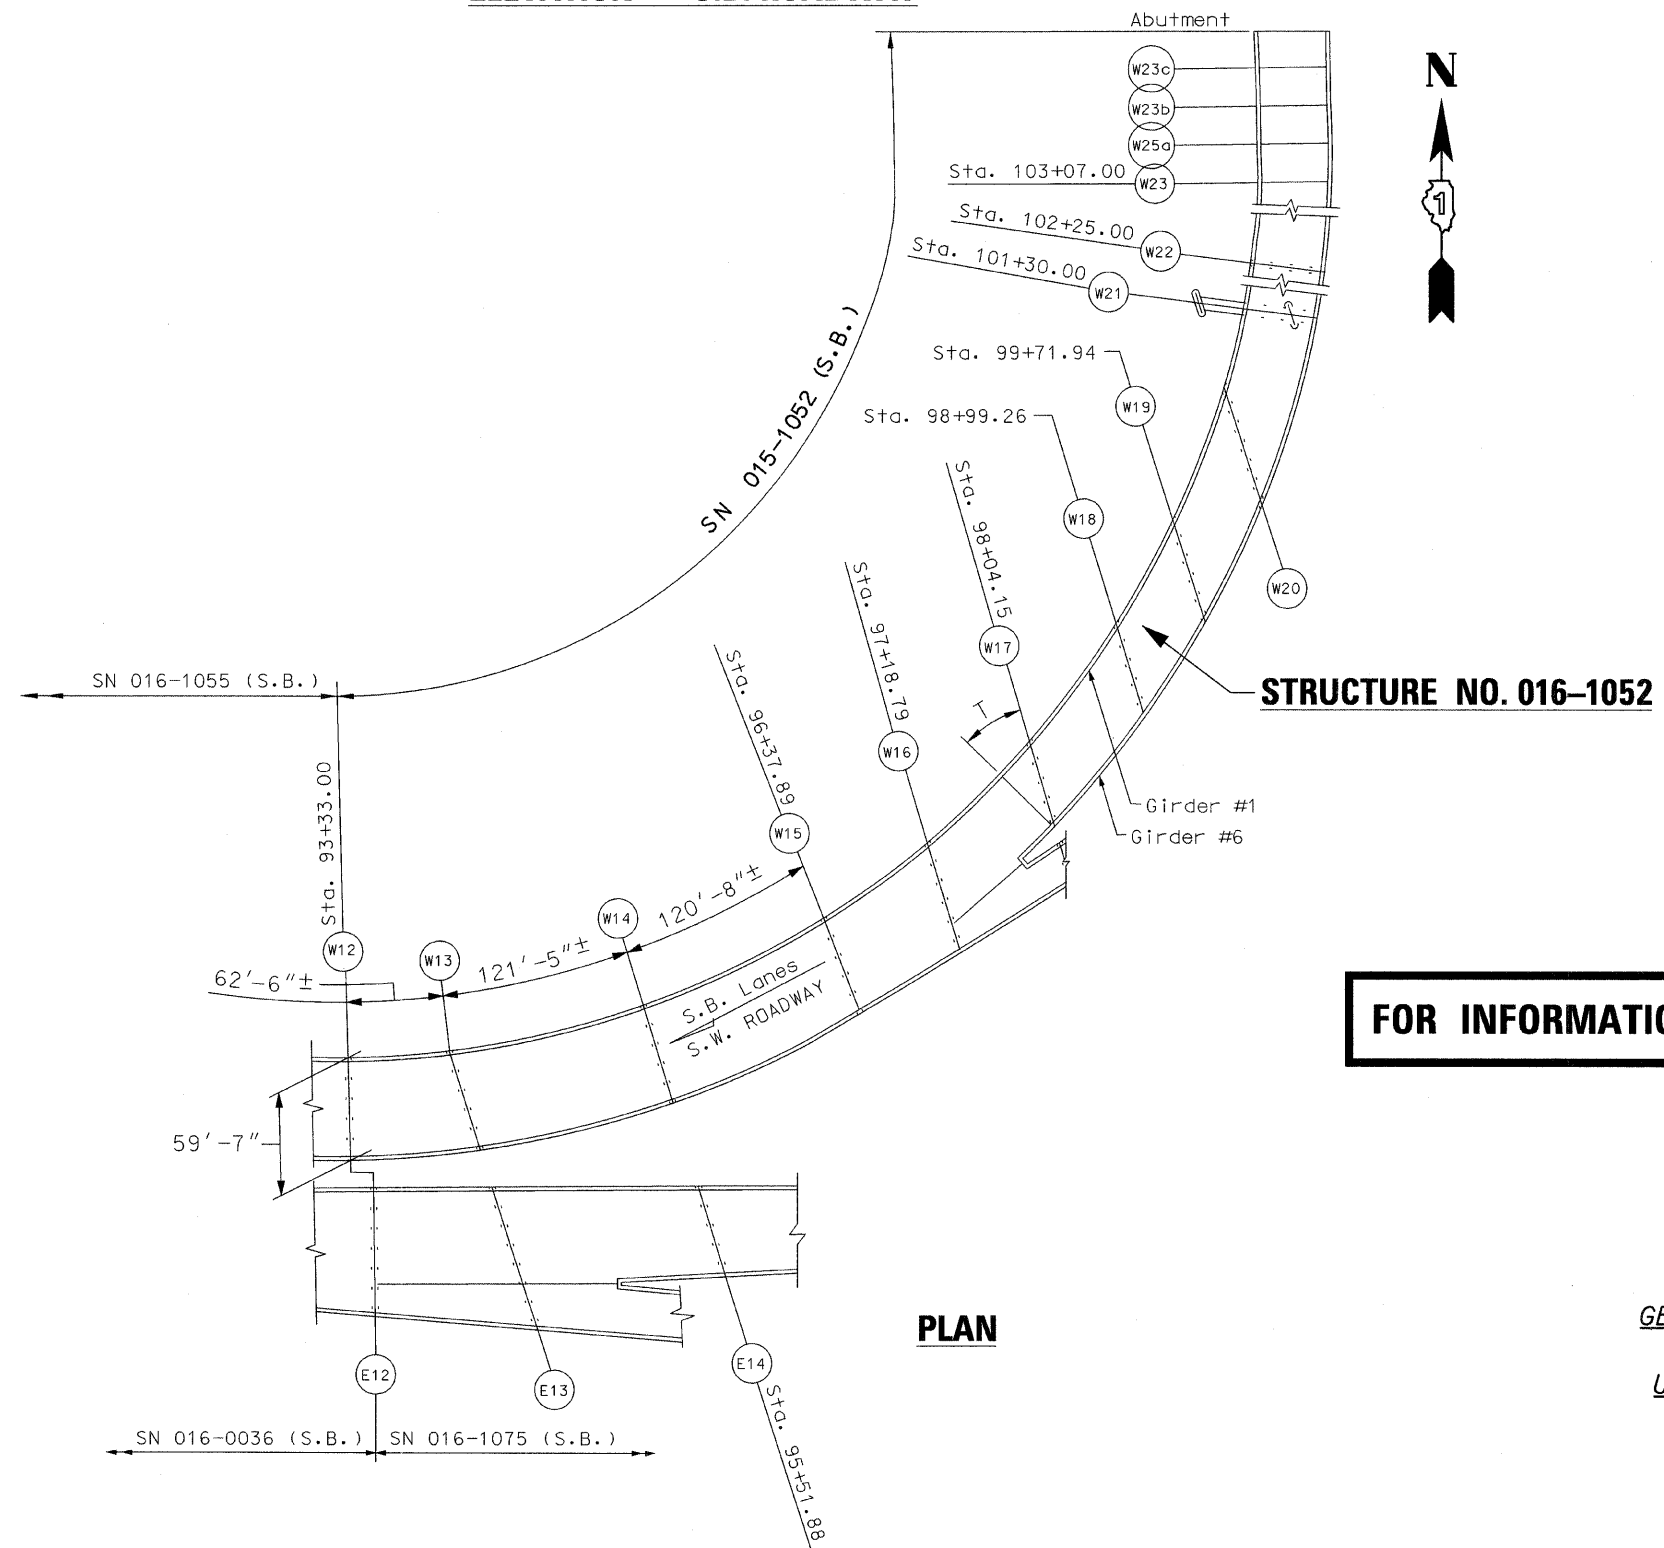 Abutment
N
1
W23c
W23b
W25a
Sta. 103+07.00
W23
Sta. 102+25.00
W22
Sta. 101+30.00
W21
Sta. 99+71.94
W19
Sta. 98+99.26
W18
W20
SN 015-1052 (S.B.)
Sta. 98+04.15
W17
Sta. 97+18.79
W16
Sta. 96+37.89
W15
T
STRUCTURE NO. 016-1052
SN 016-1055 (S.B.)
Sta. 93+33.00
W12
Girder #1
Girder #6
W13
W14
62'-6"±
121'-5"±
120'-8"±
S.B. Lanes
S.W. ROADWAY
FOR INFORMATIO
59'-7"
PLAN
E12
E13
E14
Sta. 95+51.88
SN 016-0036 (S.B.)
SN 016-1075 (S.B.)